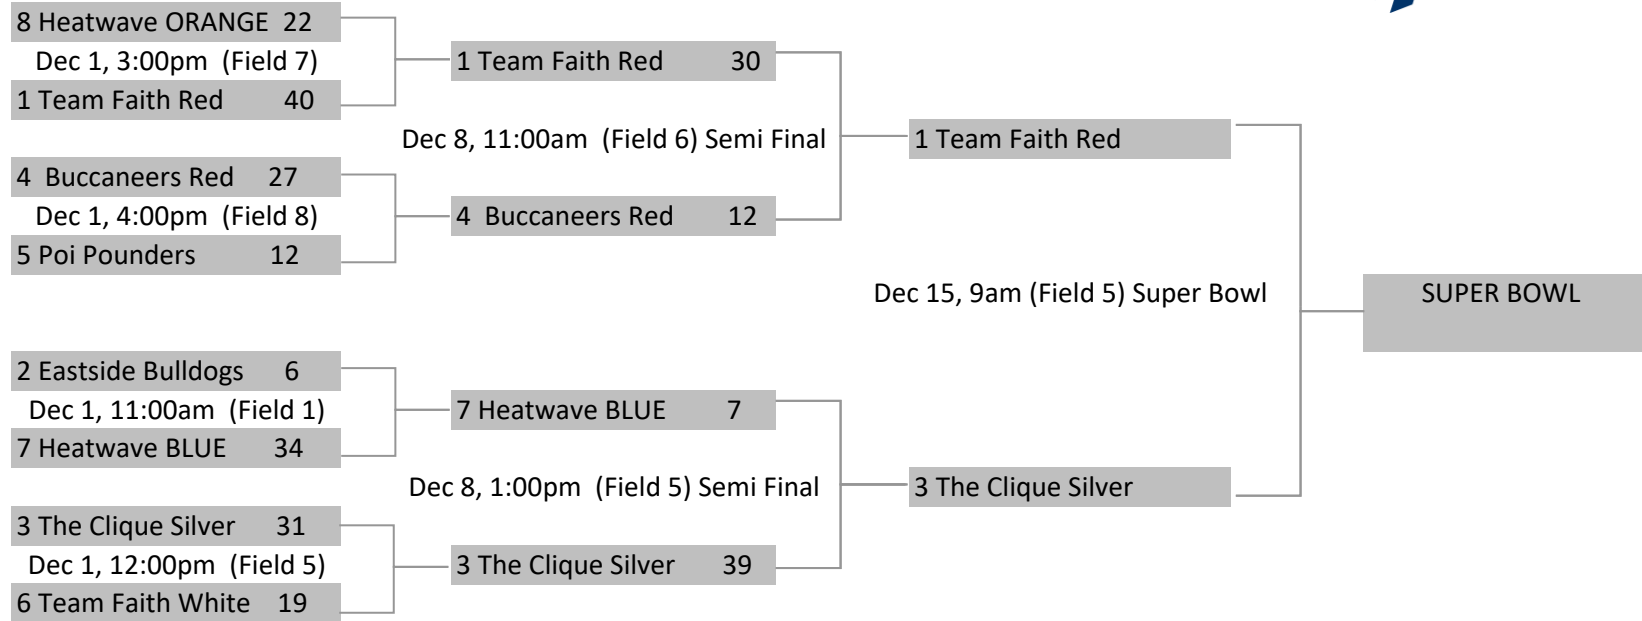 8 Heatwave ORANGE 22
Dec 1, 3:00pm (Field 7)
1 Team Faith Red 40
4 Buccaneers Red 27
Dec 1, 4:00pm (Field 8)
5 Poi Pounders 12
2 Eastside Bulldogs 6
Dec 1, 11:00am (Field 1)
7 Heatwave BLUE 34
3 The Clique Silver 31
Dec 1, 12:00pm (Field 5)
6 Team Faith White 19
1 Team Faith Red 30
Dec 8, 11:00am (Field 6) Semi Final
4 Buccaneers Red 12
7 Heatwave BLUE 7
Dec 8, 1:00pm (Field 5) Semi Final
3 The Clique Silver 39
1 Team Faith Red
Dec 15, 9am (Field 5) Super Bowl
3 The Clique Silver
SUPER BOWL